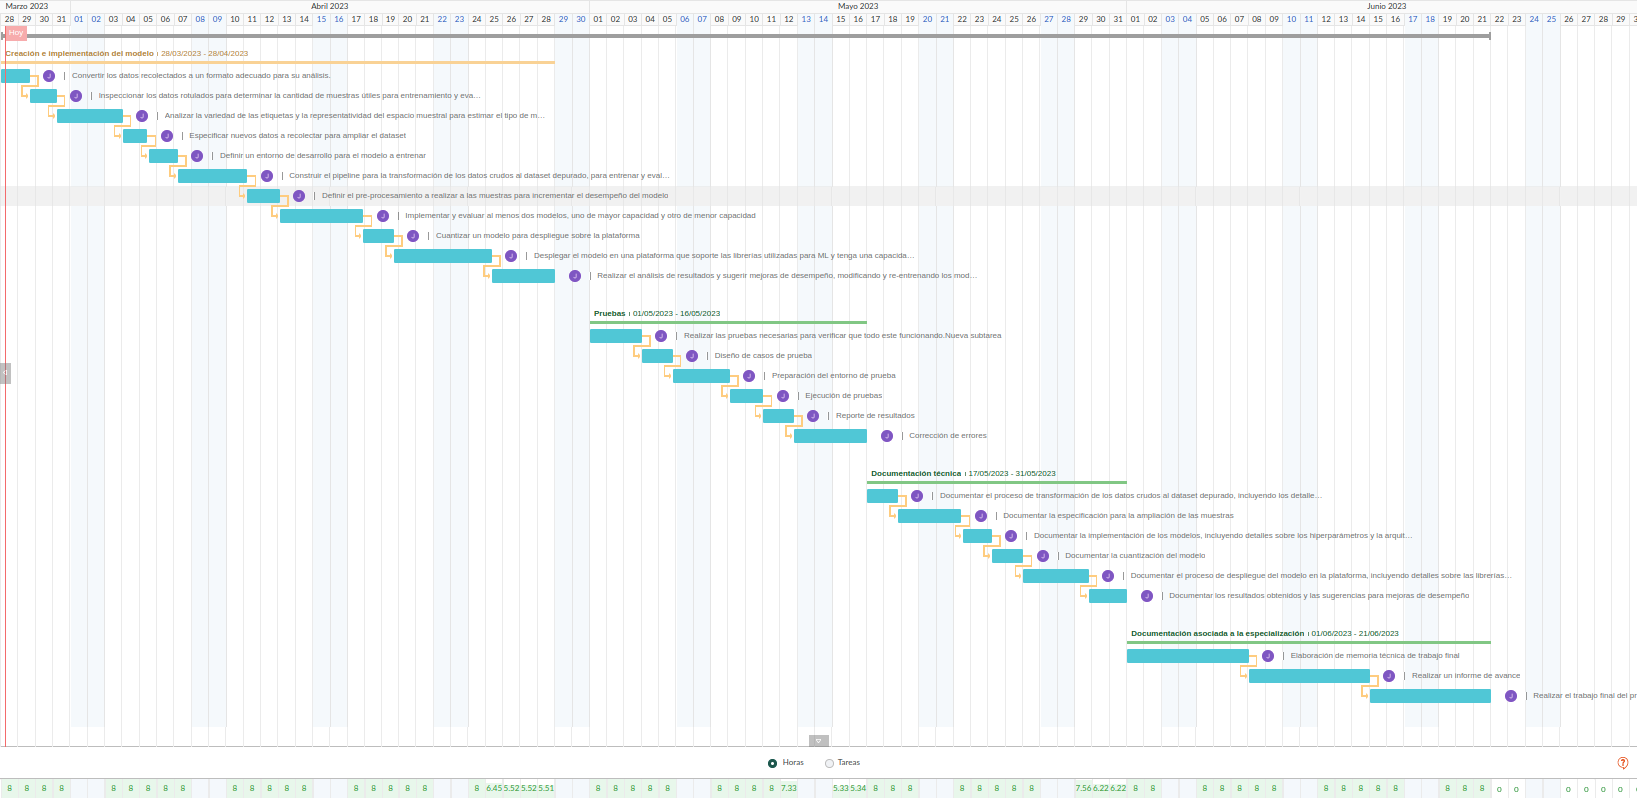 Marzo 2023 Abril 2023 Mayo 2023 Junio 2023
28 29 30 31 01 02 03 04 05 06 07 08 09 10 11 12 13 14 15 16 17 18 19 20 21 22 23 24 25 26 27 28 29 30 01 02 03 04 05 06 07 08 09 10 11 12 13 14 15 16 17 18 19 20 21 22 23 24 25 26 27 28 29 30 31 01 02 03 04 05 06 07 08 09 10 11 12 13 14 15 16 17 18 19 20 21 22 23 24 25 26 27 28 29 3
Hoy
Creación e implementación del modelo 28/03/2023 - 28/04/2023
J | Convertir los datos recolectados a un formato adecuado para su análisis.
J | Inspeccionar los datos rotulados para determinar la cantidad de muestras útiles para entrenamiento y eva...
J | Analizar la variedad de las etiquetas y la representatividad del espacio muestral para estimar el tipo de m...
J | Especificar nuevos datos a recolectar para ampliar el dataset
J | Definir un entorno de desarrollo para el modelo a entrenar
J | Construir el pipeline para la transformación de los datos crudos al dataset depurado, para entrenar y eval...
J | Definir el pre-procesamiento a realizar a las muestras para incrementar el desempeño del modelo
J | Implementar y evaluar al menos dos modelos, uno de mayor capacidad y otro de menor capacidad
J | Cuantizar un modelo para despliegue sobre la plataforma
J | Desplegar el modelo en una plataforma que soporte las librerías utilizadas para ML y tenga una capacida...
J | Realizar el análisis de resultados y sugerir mejoras de desempeño, modificando y re-entrenando los mod...
Pruebas 01/05/2023 - 16/05/2023
J | Realizar las pruebas necesarias para verificar que todo este funcionando.Nueva subtarea
J | Diseño de casos de prueba
J | Preparación del entorno de prueba
J | Ejecución de pruebas
J | Reporte de resultados
J | Corrección de errores
Documentación técnica 17/05/2023 - 31/05/2023
J | Documentar el proceso de transformación de los datos crudos al dataset depurado, incluyendo los detalle...
J | Documentar la especificación para la ampliación de las muestras
J | Documentar la implementación de los modelos, incluyendo detalles sobre los hiperparámetros y la arquit...
J | Documentar la cuantización del modelo
J | Documentar el proceso de despliegue del modelo en la plataforma, incluyendo detalles sobre las librerías...
J | Documentar los resultados obtenidos y las sugerencias para mejoras de desempeño
Documentación asociada a la especialización 01/06/2023 - 21/06/2023
J | Elaboración de memoria técnica de trabajo final
J | Realizar un informe de avance
J | Realizar el trabajo final del pr
Horas Tareas ?
8 8 8 8 8 8 8 8 8 8 8 8 8 8 8 8 8 8 8 8 6.45 5.52 5.52 5.51 8 8 8 8 8 8 8 8 8 7.33 5.33 5.34 8 8 8 8 8 8 8 8 7.56 6.22 6.22 8 8 8 8 8 8 8 8 8 8 8 8 8 8 8 0 0 0 0 0 0